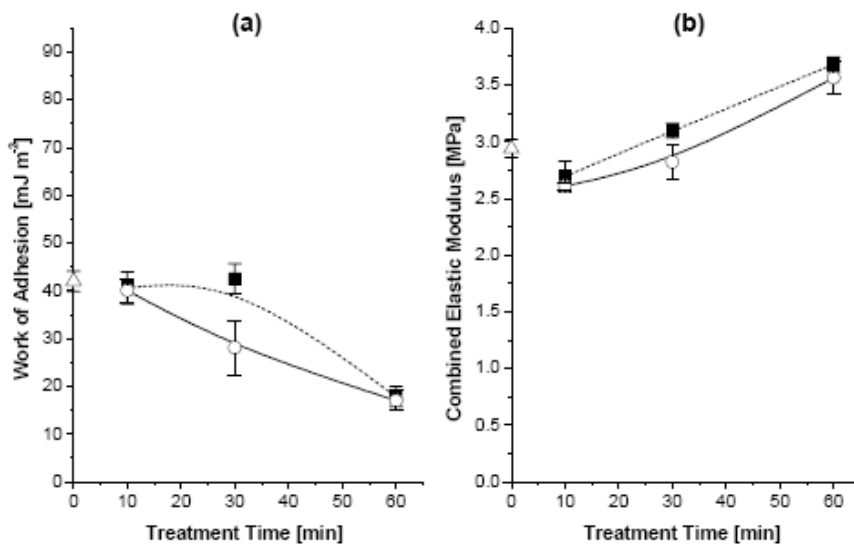 (a)
Work of Adhesion [mJ m⁻²]
90
80
70
60
50
40
30
20
10
0
0 10 20 30 40 50 60
Treatment Time [min]
(b)
Combined Elastic Modulus [MPa]
4.0
3.5
3.0
2.5
2.0
1.5
1.0
0.5
0.0
0 10 20 30 40 50 60
Treatment Time [min]